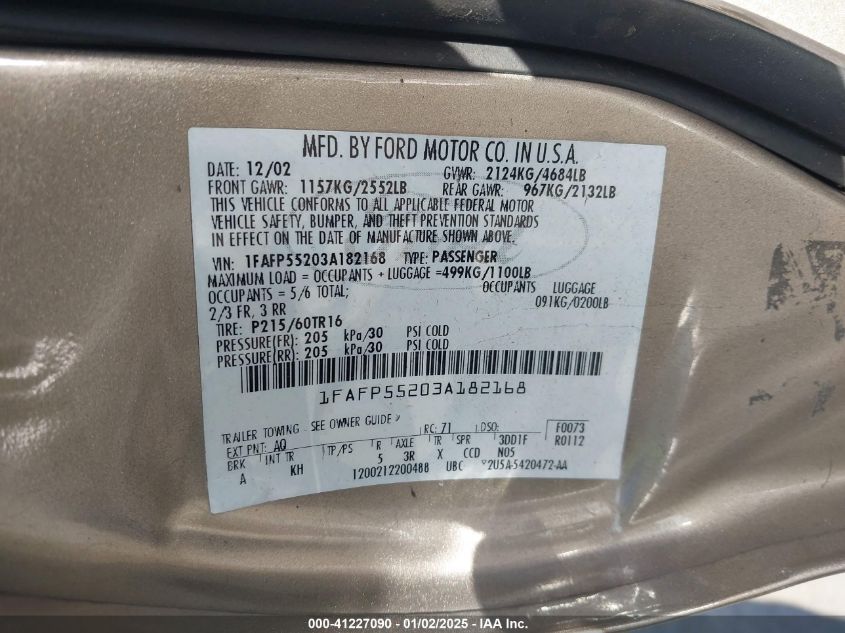 MFD. BY FORD MOTOR CO. IN U.S.A.
DATE: 12/02 GVWR: 2124KG/4684LB
FRONT GAWR: 1157KG/2552LB REAR GAWR: 967KG/2132LB
THIS VEHICLE CONFORMS TO ALL APPLICABLE FEDERAL MOTOR
VEHICLE SAFETY, BUMPER, AND THEFT PREVENTION STANDARDS
IN EFFECT ON THE DATE OF MANUFACTURE SHOWN ABOVE.
VIN: 1FAFP55203A182168 TYPE: PASSENGER
MAXIMUM LOAD = OCCUPANTS + LUGGAGE =499KG/1100LB
OCCUPANTS = 5/6 TOTAL; OCCUPANTS LUGGAGE
2/3 FR, 3 RR 091KG/0200LB
TIRE: P215/60TR16
PRESSURE(FR): 205 kPa/30 PSI COLD
PRESSURE(RR): 205 kPa/30 PSI COLD
1FAFP55203A182168
TRAILER TOWING - SEE OWNER GUIDE > RC: 71 DSO: F0073
EXT PNT: AQ R0112
BRK INT TR TP/PS R AXLE TR SPR 3DD1F
A KH 5 3R X CCD N05
1200212200488 UBC 2U5A-5420472-AA
000-41227090 - 01/02/2025 - IAA Inc.